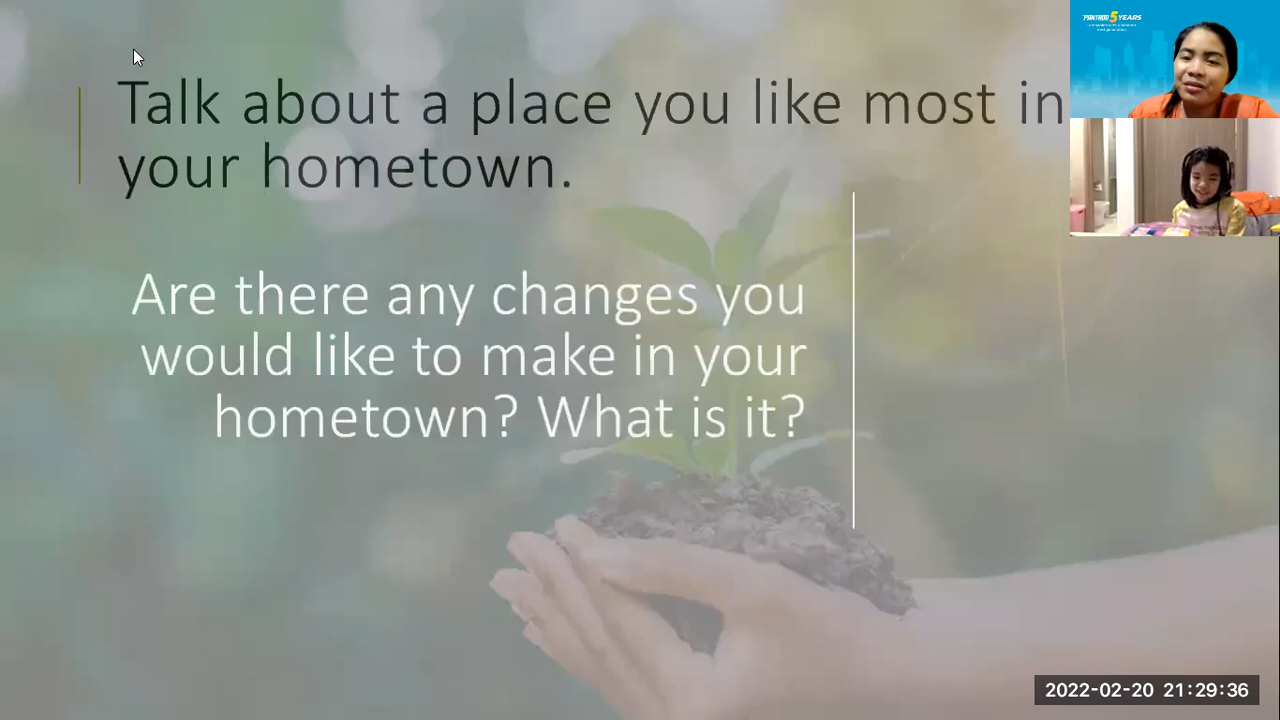 Talk about a place you like most in
your hometown.
Are there any changes you
would like to make in your
hometown? What is it?
5 YEARS
2022-02-20 21:29:36